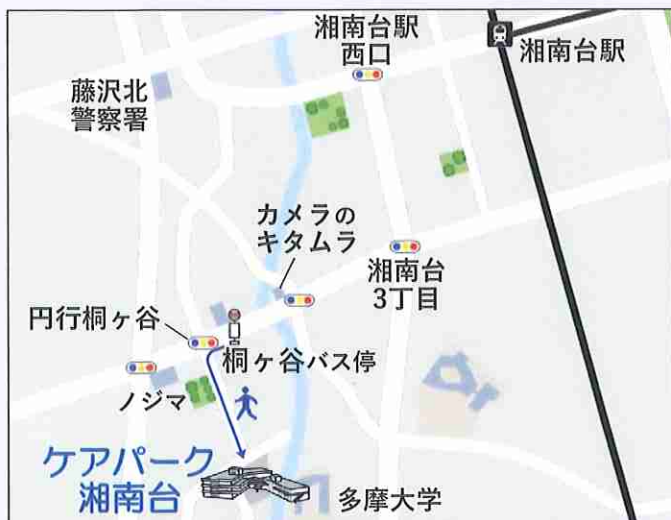 湘南台駅
西口
湘南台駅
藤沢北
警察署
カメラの
キタムラ
湘南台
3丁目
円行桐ヶ谷
桐ヶ谷バス停
ノジマ
ケアパーク
湘南台
多摩大学